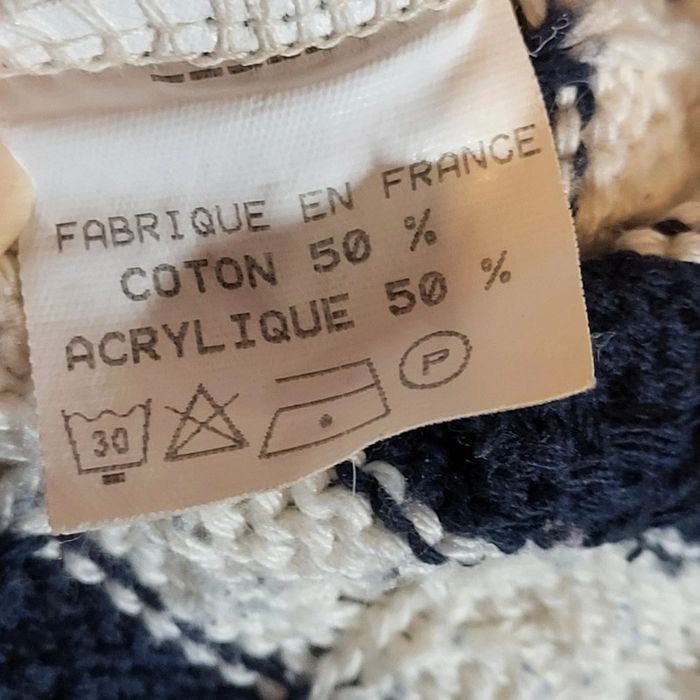 FABRIQUE EN FRANCE
COTON 50 %
ACRYLIQUE 50 %
30 P